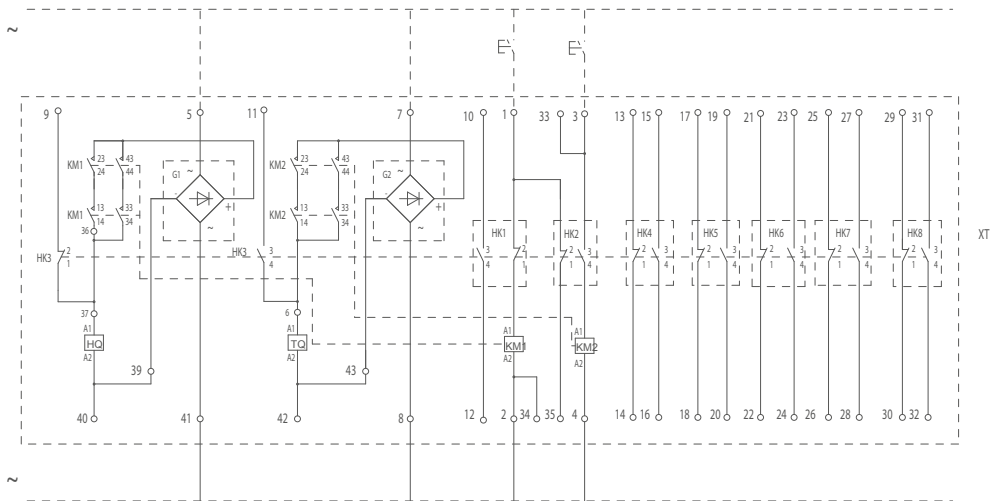 ~
9 5 11 7 10 1 33 3 13 15 17 19 21 23 25 27 29 31
KM1 23 24 43 44 G1 ~ KM2 23 24 43 44 G2 ~
- + - +
KM1 13 14 33 34 ~ KM2 13 14 33 34 ~
36
HK1 HK2 HK4 HK5 HK6 HK7 HK8 XT
HK3 2 1 HK3 3 4 3 4 2 1 2 1 3 4 2 1 3 4 2 1 3 4 2 1 3 4 2 1 3 4 2 1 3 4
37 6
A1 A1 A1 A1
HQ TQ KM1 KM2
A2 A2 A2 A2
39 43
40 41 42 8 12 2 34 35 4 14 16 18 20 22 24 26 28 30 32
~